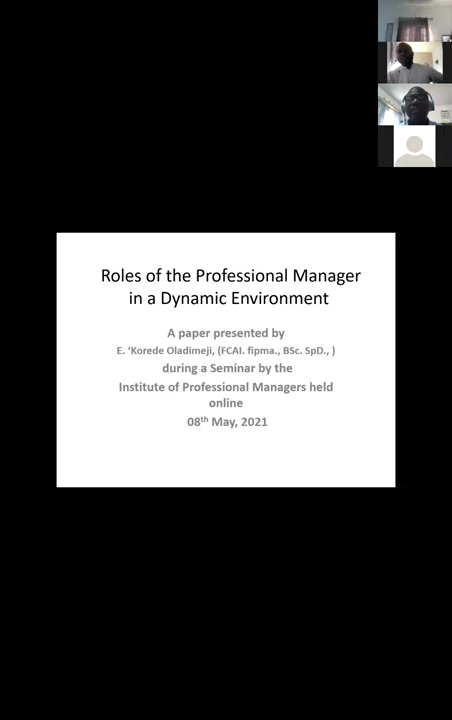 Roles of the Professional Manager
in a Dynamic Environment
A paper presented by
E. ‘Korede Oladimeji, (FCAI. fipma., BSc. SpD., )
during a Seminar by the
Institute of Professional Managers held
online
08th May, 2021